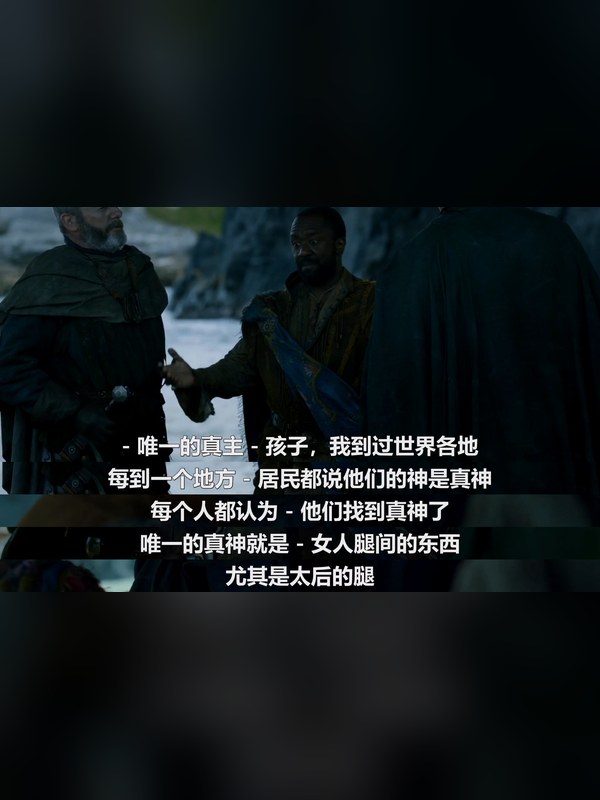 - 唯一的真主 - 孩子，我到过世界各地
每到一个地方 - 居民都说他们的神是真神
每个人都认为 - 他们找到真神了
唯一的真神就是 - 女人腿间的东西
尤其是太后的腿